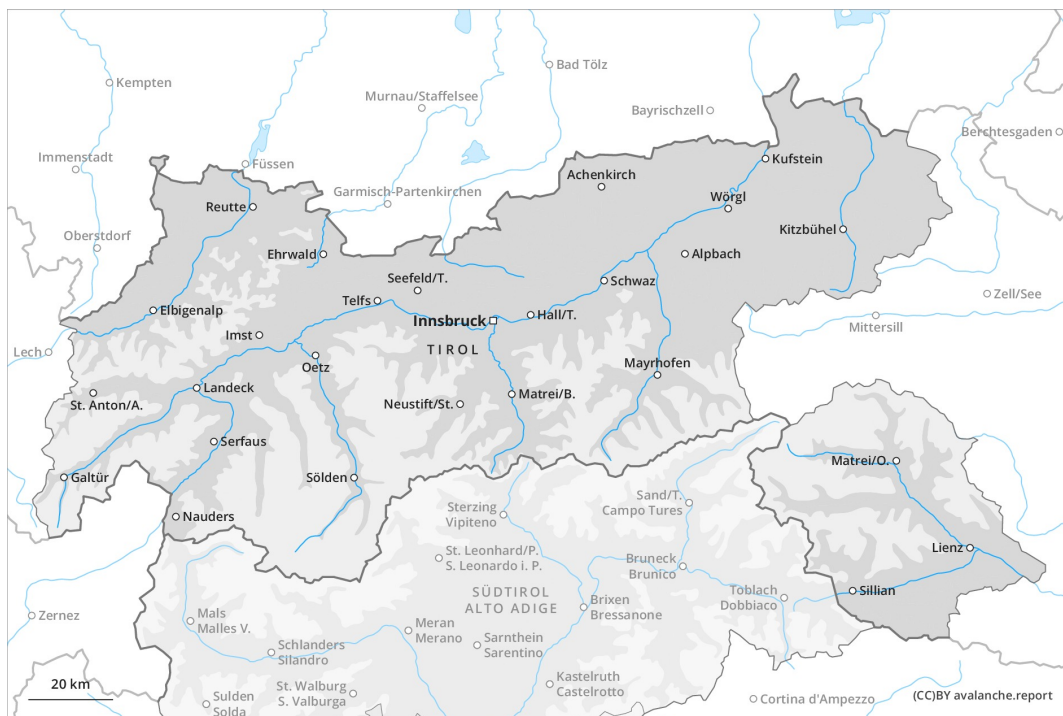 Kempten
Bad Tölz
Murnau/Staffelsee
Bayrischzell
Berchtesgaden
Immenstadt
Füssen
Kufstein
Achenkirch
Garmisch-Partenkirchen
Reutte
Wörgl
Oberstdorf
Kitzbühel
Ehrwald
Alpbach
Seefeld/T.
Schwaz
Zell/See
Telfs
Elbigenalp
Innsbruck
Hall/T.
Mittersill
Imst
TIROL
Lech
Oetz
Mayrhofen
Landeck
St. Anton/A.
Neustift/St.
Matrei/B.
Serfaus
Matrei/O.
Galtür
Sölden
Sand/T.
Campo Tures
Nauders
Sterzing
Vipiteno
Lienz
St. Leonhard/P.
S. Leonardo i. P.
Bruneck
Brunico
SÜDTIROL
ALTO ADIGE
Toblach
Dobbiaco
Sillian
Zernez
Mals
Malles V.
Brixen
Bressanone
Meran
Merano
Sarnthein
Sarentino
Schlanders
Silandro
Kastelruth
Castelrotto
20 km
St. Walburg
S. Valburga
Sulden
Solda
Cortina d'Ampezzo
(CC)BY avalanche.report